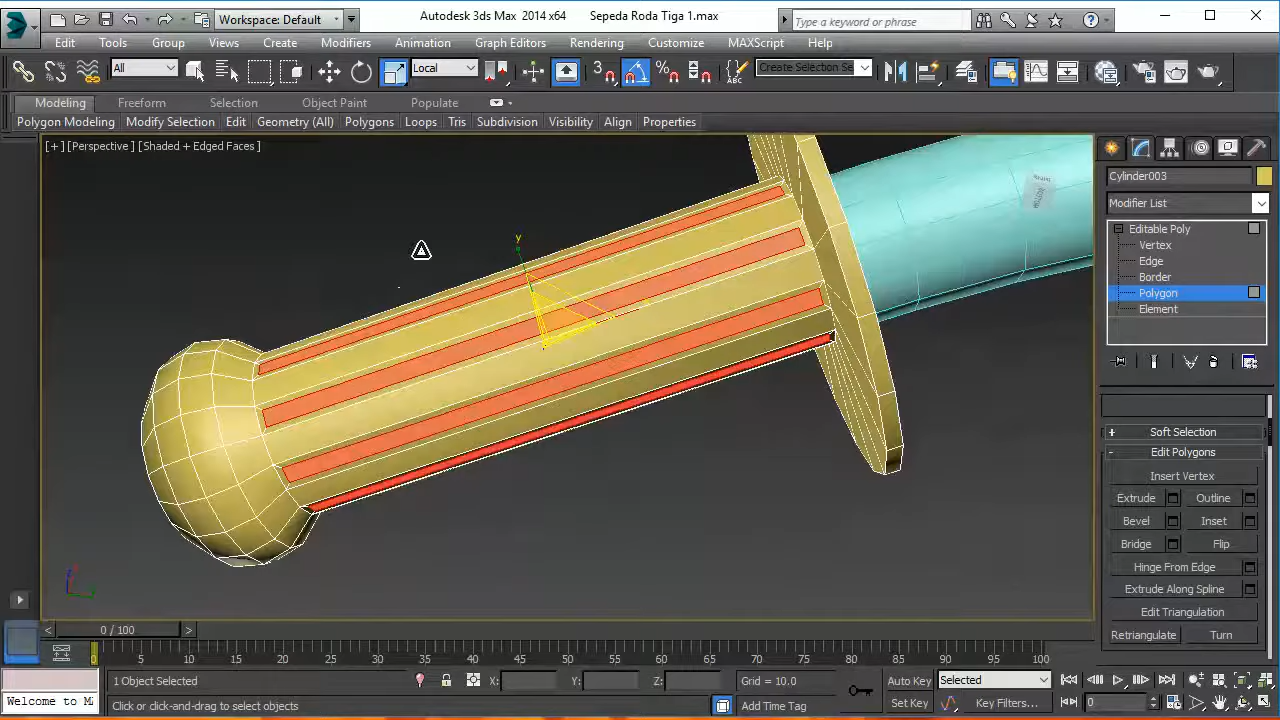 Workspace: Default
Autodesk 3ds Max 2014 x64 Sepeda Roda Tiga 1.max
Type a keyword or phrase
Edit Tools Group Views Create Modifiers Animation Graph Editors Rendering Customize MAXScript Help
All
Local
Create Selection Se
Modeling Freeform Selection Object Paint Populate
Polygon Modeling Modify Selection Edit Geometry (All) Polygons Loops Tris Subdivision Visibility Align Properties
[+] [Perspective] [Shaded + Edged Faces]
y
Cylinder003
Modifier List
Editable Poly
Vertex
Edge
Border
Polygon
Element
+ Soft Selection
- Edit Polygons
Insert Vertex
Extrude Outline
Bevel Inset
Bridge Flip
Hinge From Edge
Extrude Along Spline
Edit Triangulation
Retriangulate Turn
< 0 / 100 >
0 5 10 15 20 25 30 35 40 45 50 55 60 65 70 75 80 85 90 95 100
1 Object Selected X: Y: Z: Grid = 10.0 Auto Key Selected
Welcome to M
Click or click-and-drag to select objects Add Time Tag Set Key Key Filters... 0